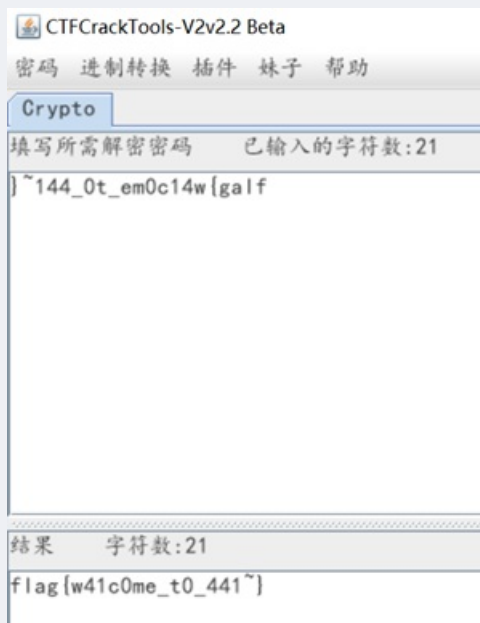 CTFCrackTools-V2v2.2 Beta
密码 进制转换 插件 妹子 帮助
Crypto
填写所需解密密码 已输入的字符数:21
}~144_0t_em0c14w{galf
结果 字符数:21
flag{w41c0me_t0_441~}